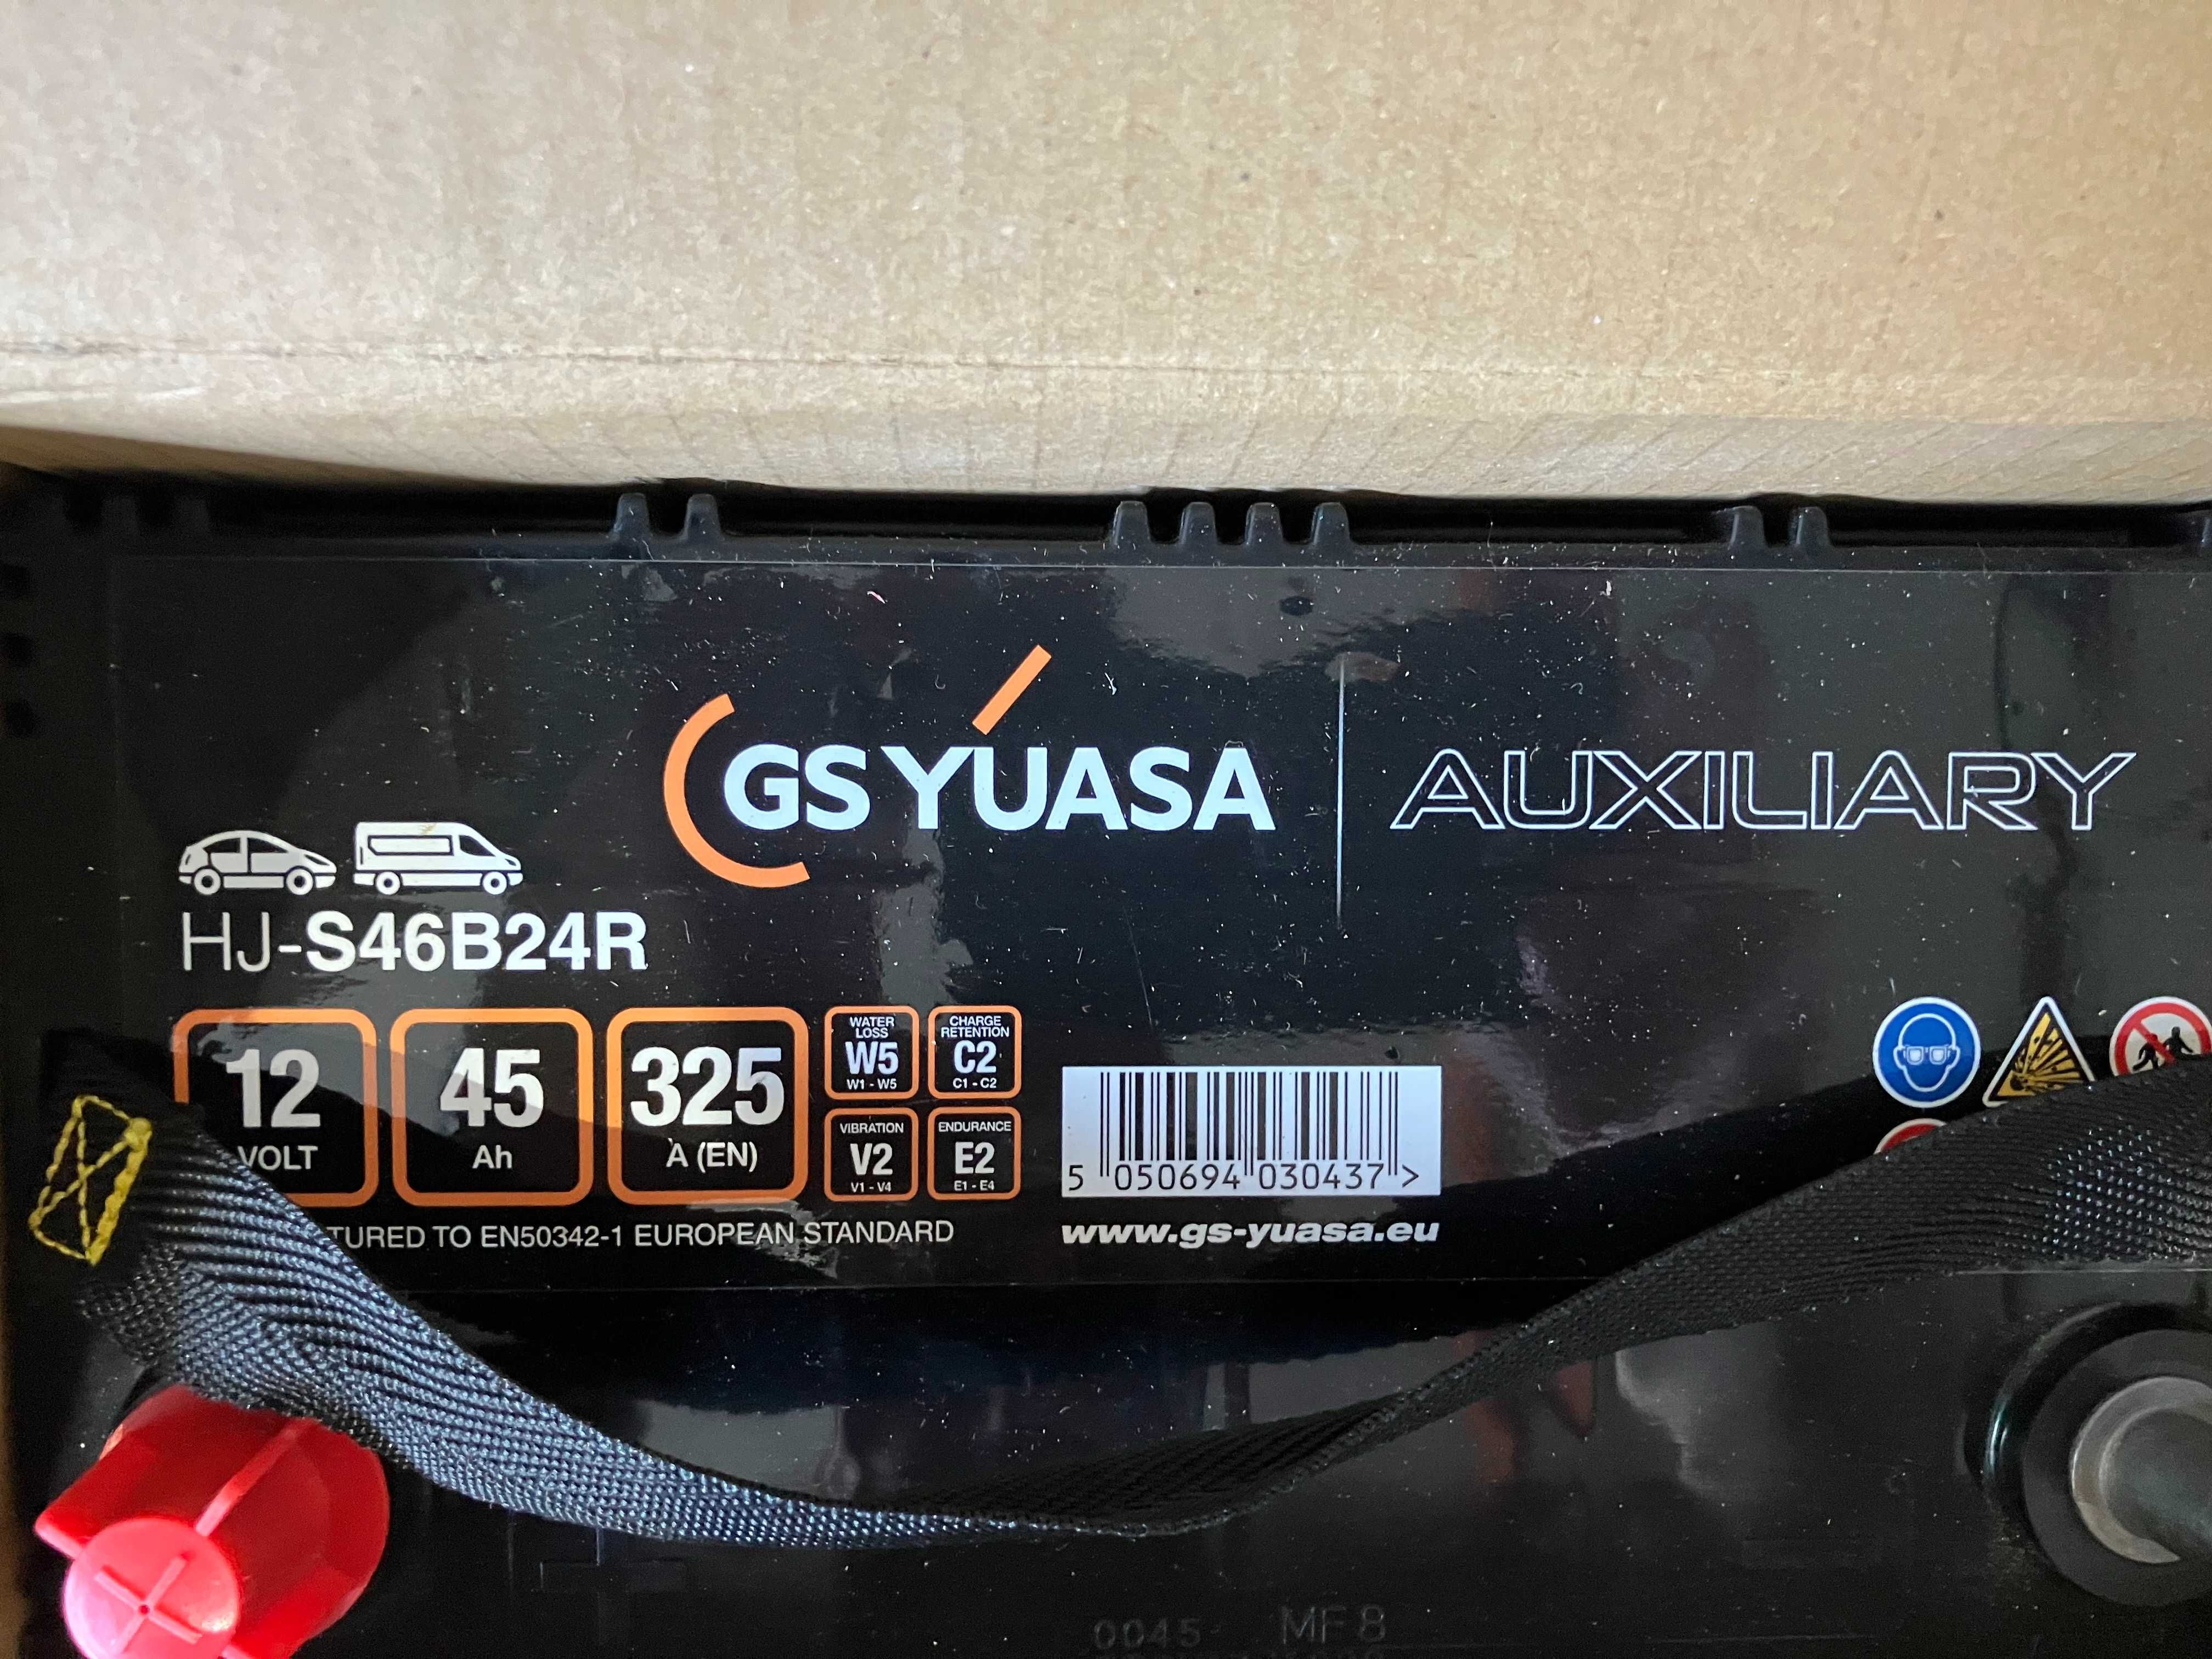 GS YUASA
AUXILIARY
HJ-S46B24R
12
VOLT
45
Ah
325
A (EN)
WATER
LOSS
W5
W1 - W5
CHARGE
RETENTION
C2
C1 - C2
VIBRATION
V2
V1 - V4
ENDURANCE
E2
E1 - E4
5 050694 030437 >
TURED TO EN50342-1 EUROPEAN STANDARD
www.gs-yuasa.eu
0045 MF 8